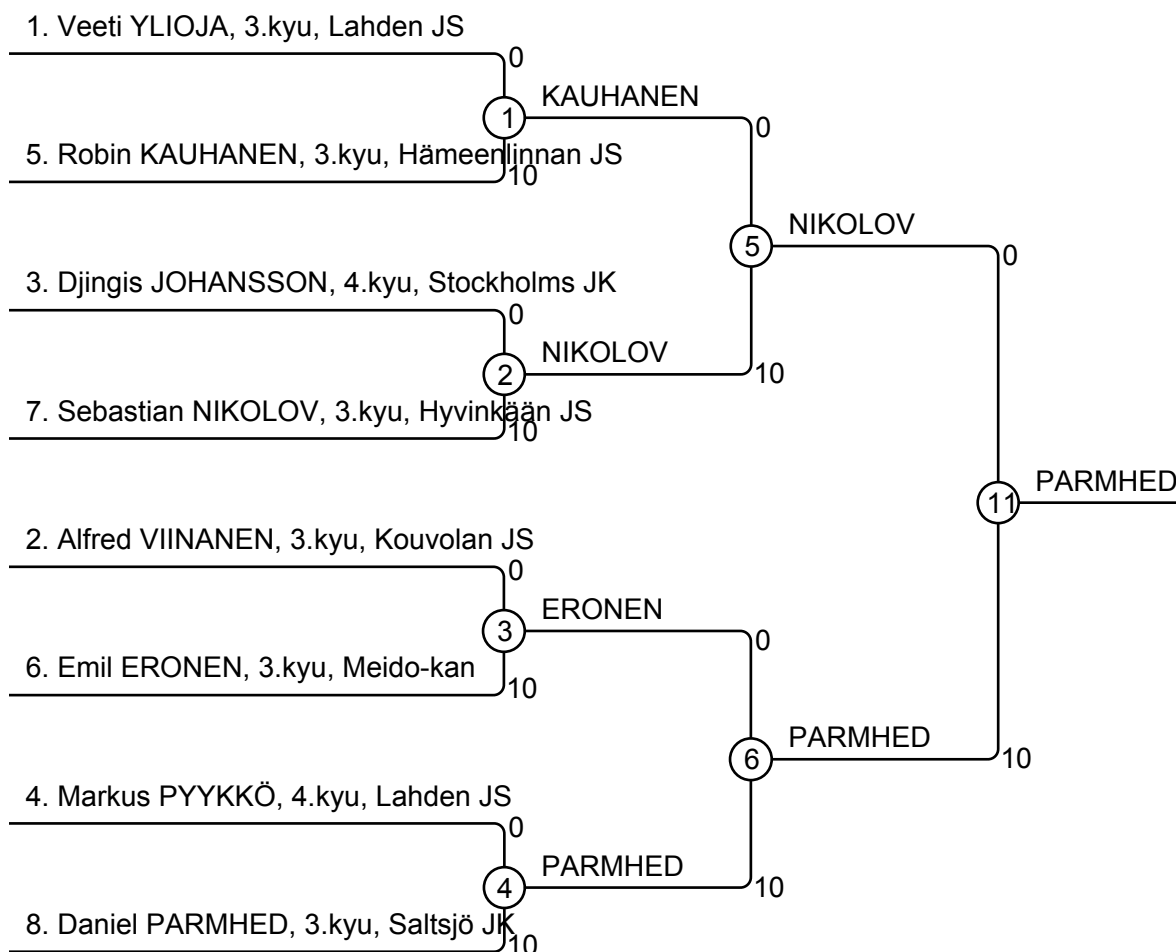 1. Veeti YLIOJA, 3.kyu, Lahden JS
0
KAUHANEN
1
0
5. Robin KAUHANEN, 3.kyu, Hämeenlinnan JS
10
NIKOLOV
5
0
3. Djingis JOHANSSON, 4.kyu, Stockholms JK
0
NIKOLOV
2
10
7. Sebastian NIKOLOV, 3.kyu, Hyvinkään JS
10
PARMHED
11
2. Alfred VIINANEN, 3.kyu, Kouvolan JS
0
ERONEN
3
0
6. Emil ERONEN, 3.kyu, Meido-kan
10
PARMHED
6
10
4. Markus PYYKKÖ, 4.kyu, Lahden JS
0
PARMHED
4
10
8. Daniel PARMHED, 3.kyu, Saltsjö JK
10